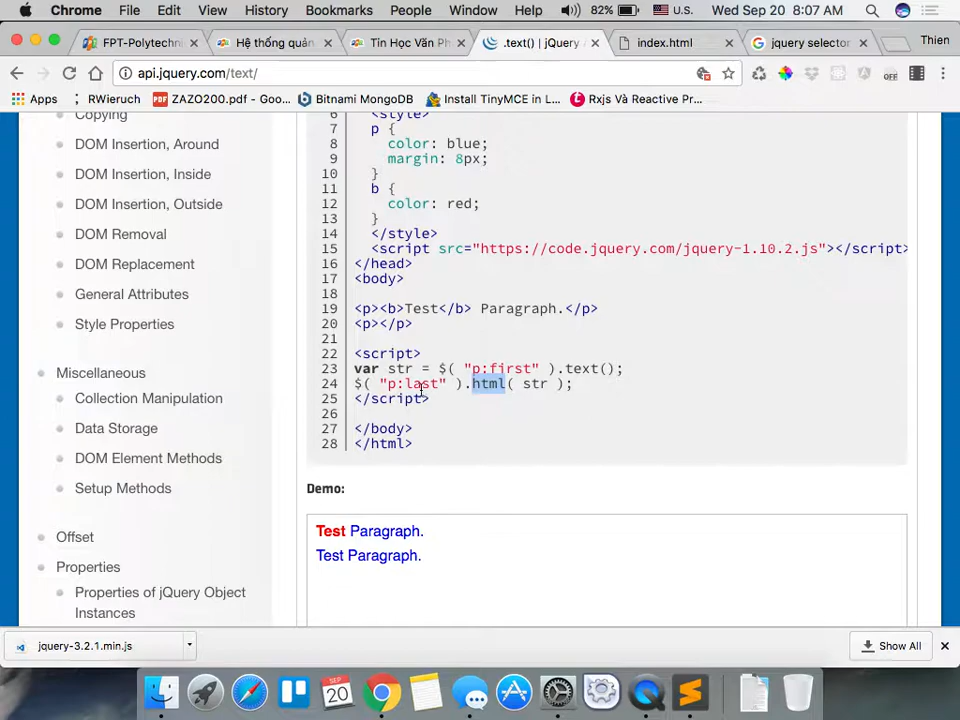 Chrome File Edit View History Bookmarks People Window Help 82% U.S. Wed Sep 20 8:07 AM
FPT-Polytechni Hệ thống quản Tin Học Văn Ph .text() | jQuery index.html jquery selector Thien
api.jquery.com/text/ OFF
Apps RWieruch PDF ZAZO200.pdf - Goo... Bitnami MongoDB Install TinyMCE in L... Rxjs Và Reactive Pr...
Copying
DOM Insertion, Around
DOM Insertion, Inside
DOM Insertion, Outside
DOM Removal
DOM Replacement
General Attributes
Style Properties
Miscellaneous
Collection Manipulation
Data Storage
DOM Element Methods
Setup Methods
Offset
Properties
Properties of jQuery Object
Instances
6 <style>
7 p {
8 color: blue;
9 margin: 8px;
10 }
11 b {
12 color: red;
13 }
14 </style>
15 <script src="https://code.jquery.com/jquery-1.10.2.js"></script>
16 </head>
17 <body>
18
19 <p><b>Test</b> Paragraph.</p>
20 <p></p>
21
22 <script>
23 var str = $( "p:first" ).text();
24 $( "p:last" ).html( str );
25 </script>
26
27 </body>
28 </html>
Demo:
Test Paragraph.
Test Paragraph.
jquery-3.2.1.min.js Show All
SEP
20